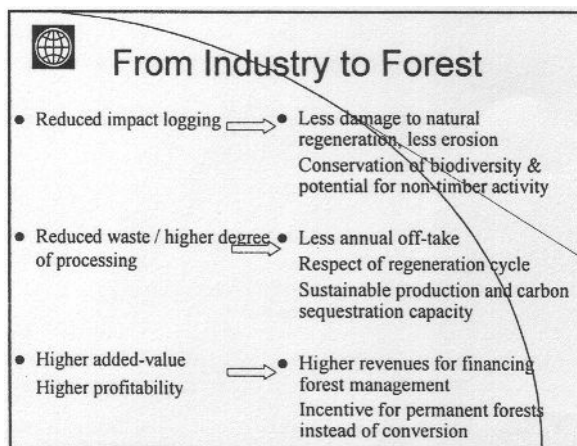 From Industry to Forest
Reduced impact logging
Less damage to natural
regeneration, less erosion
Conservation of biodiversity &
potential for non-timber activity
Reduced waste / higher degree
of processing
Less annual off-take
Respect of regeneration cycle
Sustainable production and carbon
sequestration capacity
Higher added-value
Higher profitability
Higher revenues for financing
forest management
Incentive for permanent forests
instead of conversion